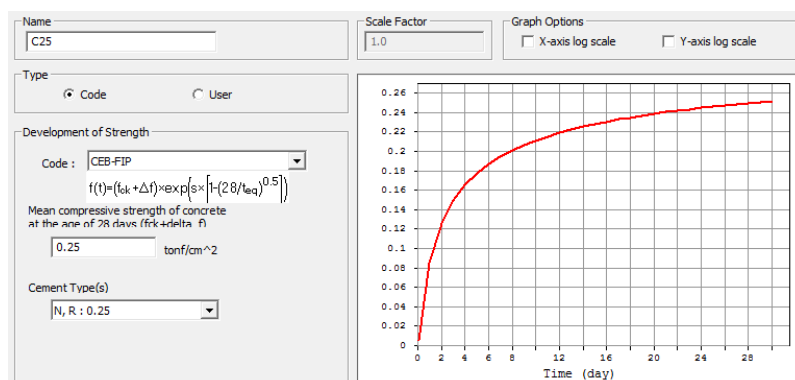 Name
C25
Scale Factor
1.0
Graph Options
X-axis log scale
Y-axis log scale
Type
Code
User
Development of Strength
Code :
CEB-FIP
f(t)=(fck+Δf)×exp{s×[1-(28/teq)^0.5]}
Mean compressive strength of concrete
at the age of 28 days (fck+delta_f)
0.25
tonf/cm^2
Cement Type(s)
N, R : 0.25
0.26
0.24
0.22
0.2
0.18
0.16
0.14
0.12
0.1
0.08
0.06
0.04
0.02
0
0 2 4 6 8 12 16 20 24 28
Time (day)